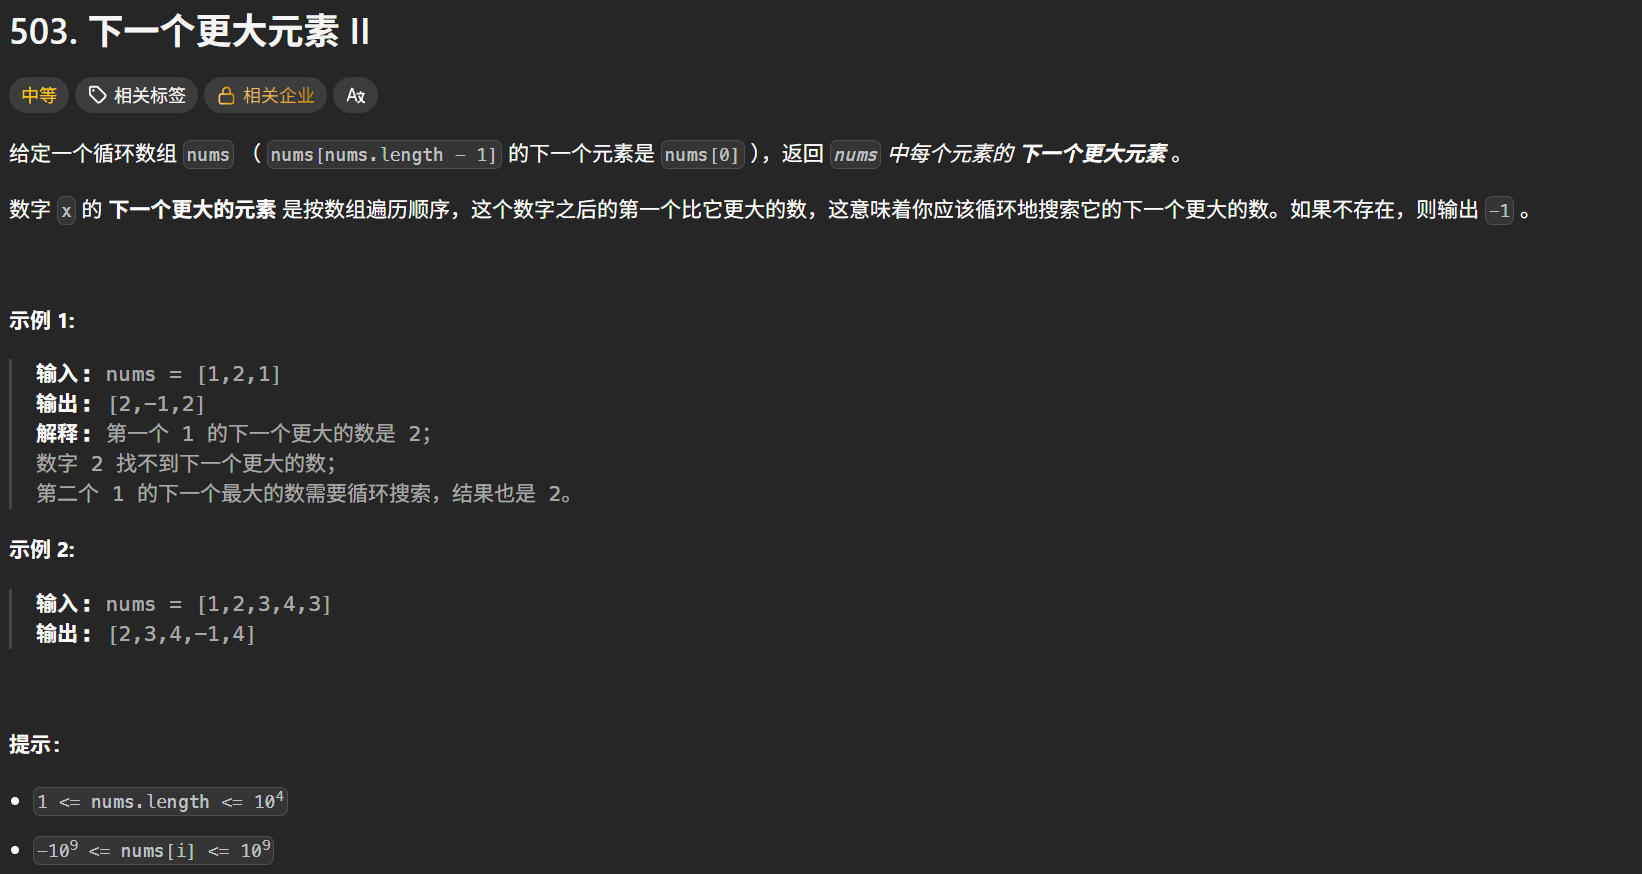 503. 下一个更大元素 II
中等 相关标签 相关企业 A文
给定一个循环数组 nums （ nums[nums.length - 1] 的下一个元素是 nums[0] ），返回 nums 中每个元素的 下一个更大元素 。
数字 x 的 下一个更大的元素 是按数组遍历顺序，这个数字之后的第一个比它更大的数，这意味着你应该循环地搜索它的下一个更大的数。如果不存在，则输出 -1 。
示例 1:
输入: nums = [1,2,1]
输出: [2,-1,2]
解释: 第一个 1 的下一个更大的数是 2；
数字 2 找不到下一个更大的数；
第二个 1 的下一个最大的数需要循环搜索，结果也是 2。
示例 2:
输入: nums = [1,2,3,4,3]
输出: [2,3,4,-1,4]
提示:
1 <= nums.length <= 10⁴
-10⁹ <= nums[i] <= 10⁹